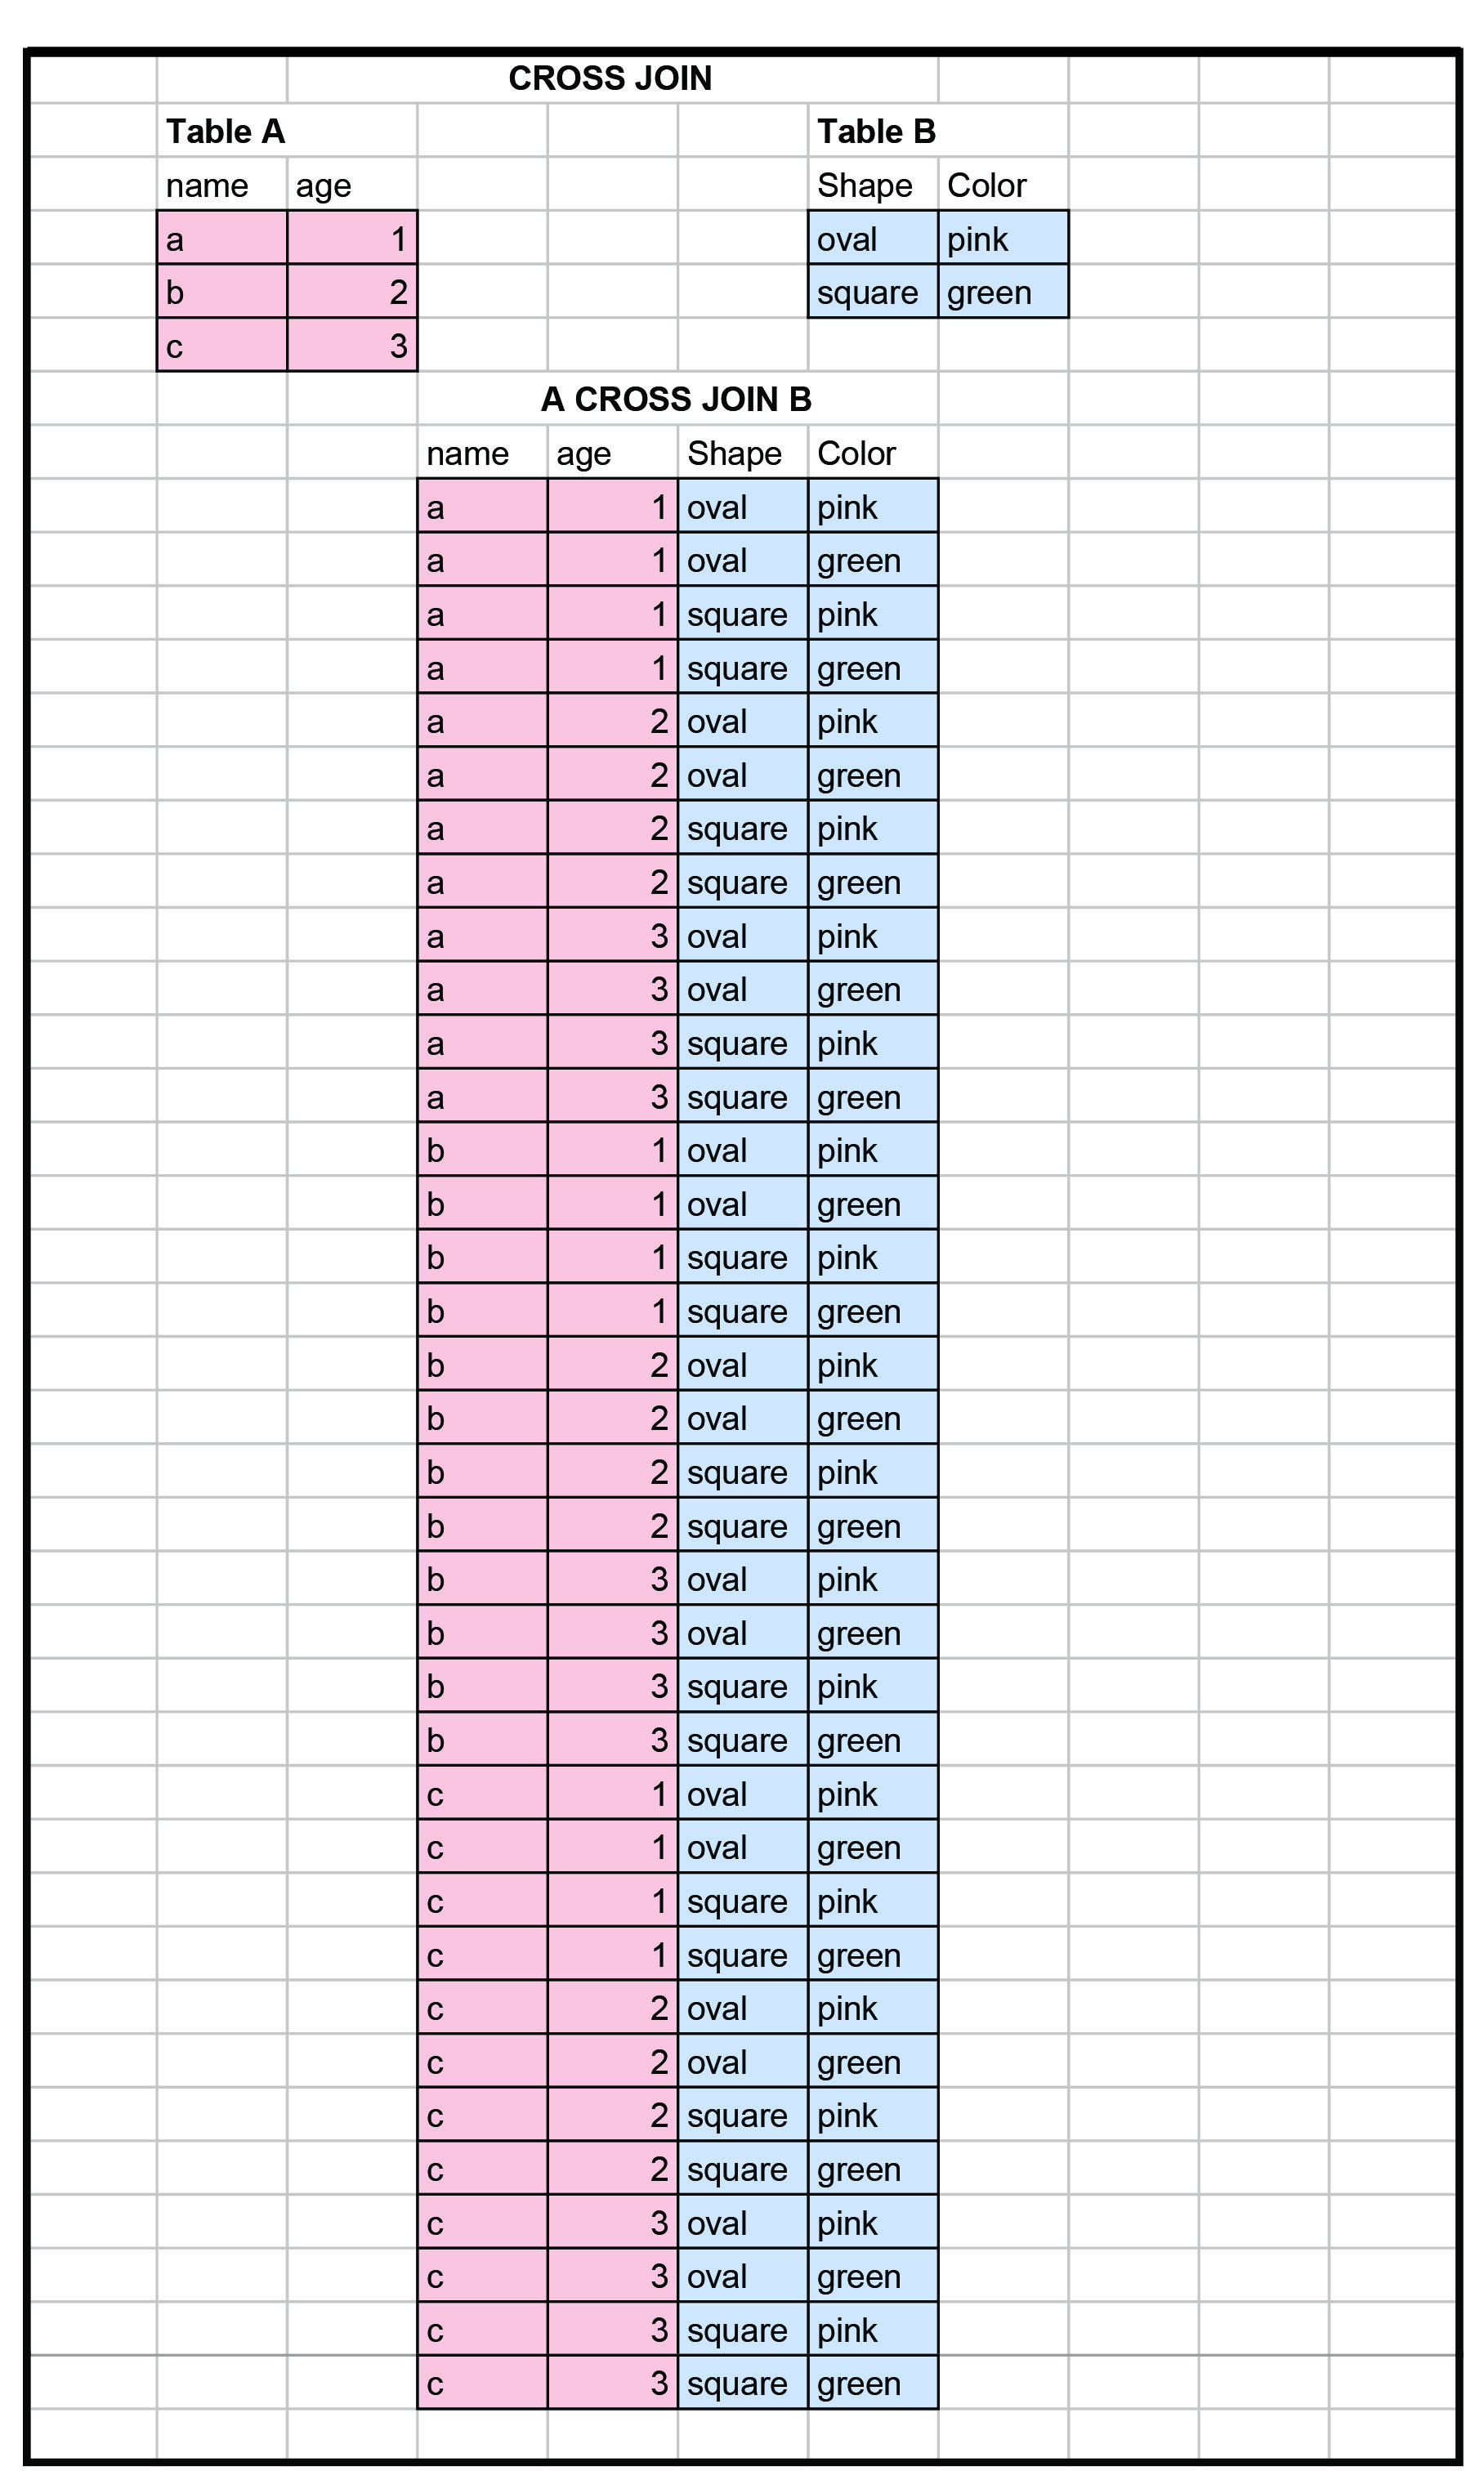 CROSS JOIN
Table A Table B
name age Shape Color
a 1 oval pink
b 2 square green
c 3
A CROSS JOIN B
name age Shape Color
a 1 oval pink
a 1 oval green
a 1 square pink
a 1 square green
a 2 oval pink
a 2 oval green
a 2 square pink
a 2 square green
a 3 oval pink
a 3 oval green
a 3 square pink
a 3 square green
b 1 oval pink
b 1 oval green
b 1 square pink
b 1 square green
b 2 oval pink
b 2 oval green
b 2 square pink
b 2 square green
b 3 oval pink
b 3 oval green
b 3 square pink
b 3 square green
c 1 oval pink
c 1 oval green
c 1 square pink
c 1 square green
c 2 oval pink
c 2 oval green
c 2 square pink
c 2 square green
c 3 oval pink
c 3 oval green
c 3 square pink
c 3 square green